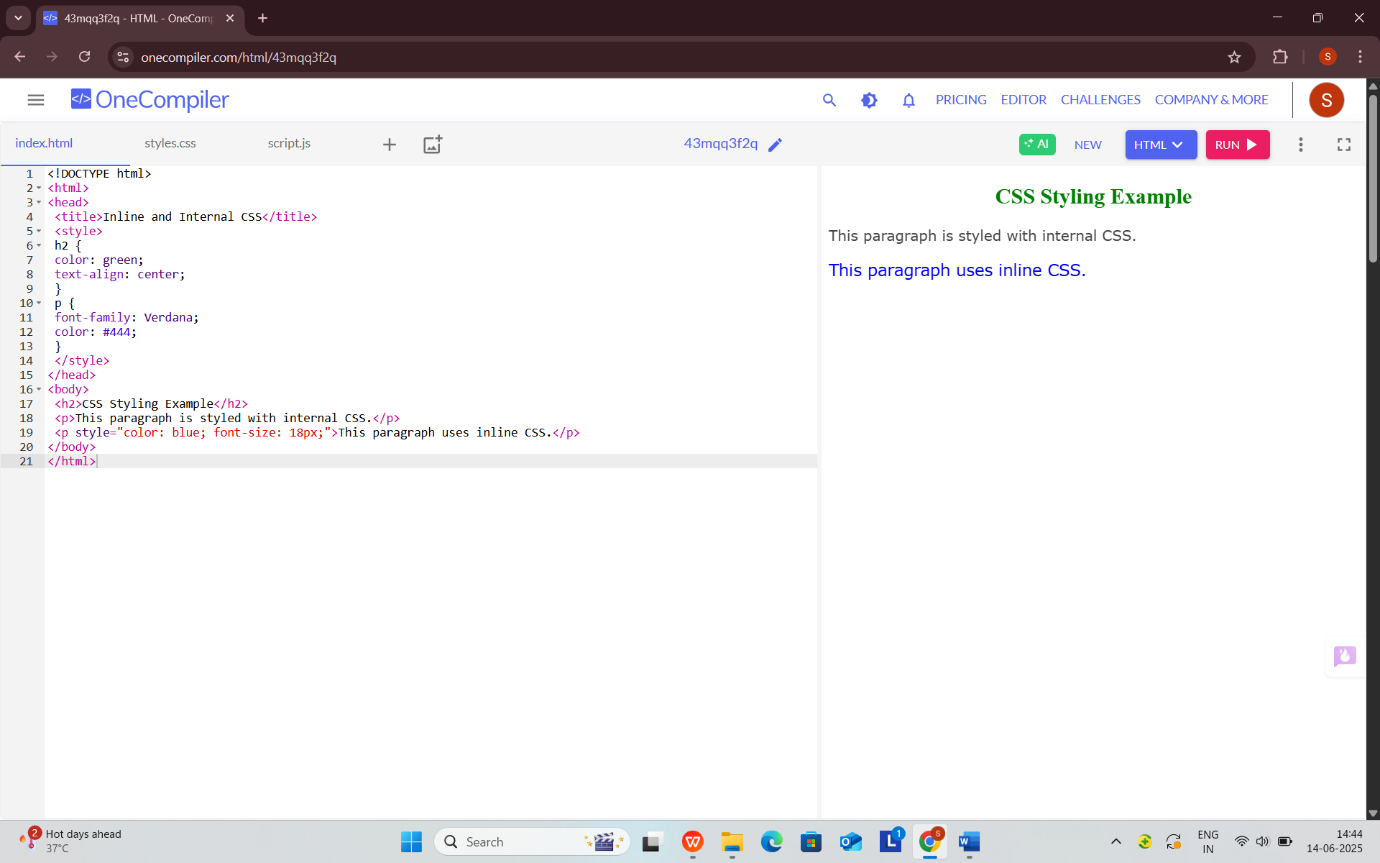 43mqq3f2q - HTML - OneComp
onecompiler.com/html/43mqq3f2q
S
</> OneCompiler
PRICING EDITOR CHALLENGES COMPANY & MORE
S
index.html styles.css script.js
43mqq3f2q
AI NEW HTML RUN
1 <!DOCTYPE html>
2 <html>
3 <head>
4 <title>Inline and Internal CSS</title>
5 <style>
6 h2 {
7 color: green;
8 text-align: center;
9 }
10 p {
11 font-family: Verdana;
12 color: #444;
13 }
14 </style>
15 </head>
16 <body>
17 <h2>CSS Styling Example</h2>
18 <p>This paragraph is styled with internal CSS.</p>
19 <p style="color: blue; font-size: 18px;">This paragraph uses inline CSS.</p>
20 </body>
21 </html>
CSS Styling Example
This paragraph is styled with internal CSS.
This paragraph uses inline CSS.
2
Hot days ahead
37°C
Search
L 1
S
W
ENG
IN
14:44
14-06-2025